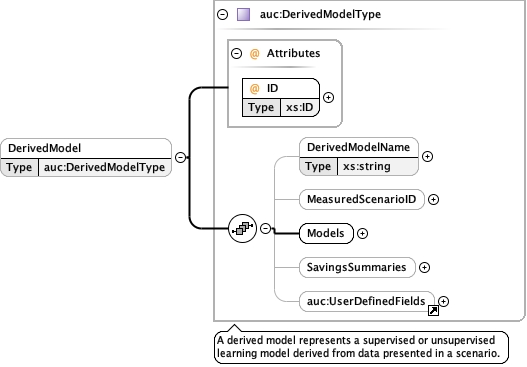 auc:DerivedModelType
@ Attributes
@ ID
Type xs:ID
DerivedModel
Type auc:DerivedModelType
DerivedModelName
Type xs:string
MeasuredScenarioID
Models
SavingsSummaries
auc:UserDefinedFields
A derived model represents a supervised or unsupervised
learning model derived from data presented in a scenario.